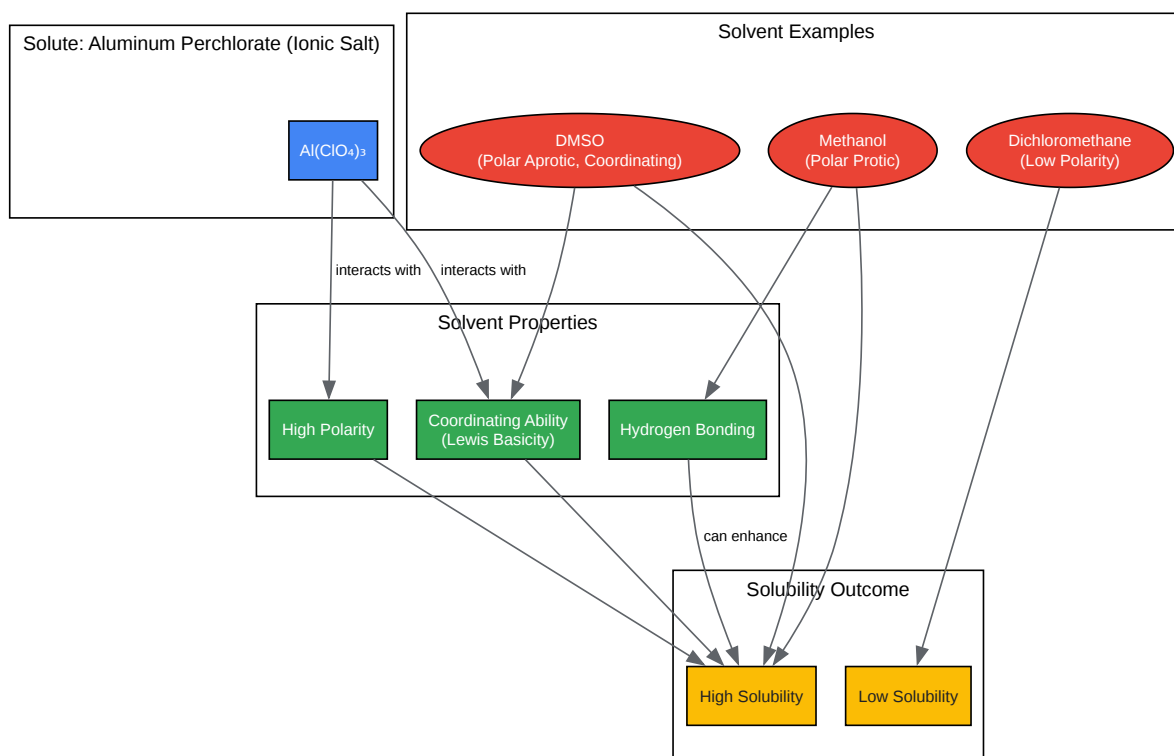 Solute: Aluminum Perchlorate (Ionic Salt)
Solvent Examples
Al(ClO₄)₃
DMSO
(Polar Aprotic, Coordinating)
Methanol
(Polar Protic)
Dichloromethane
(Low Polarity)
interacts with
interacts with
Solvent Properties
High Polarity
Coordinating Ability
(Lewis Basicity)
Hydrogen Bonding
can enhance
Solubility Outcome
High Solubility
Low Solubility